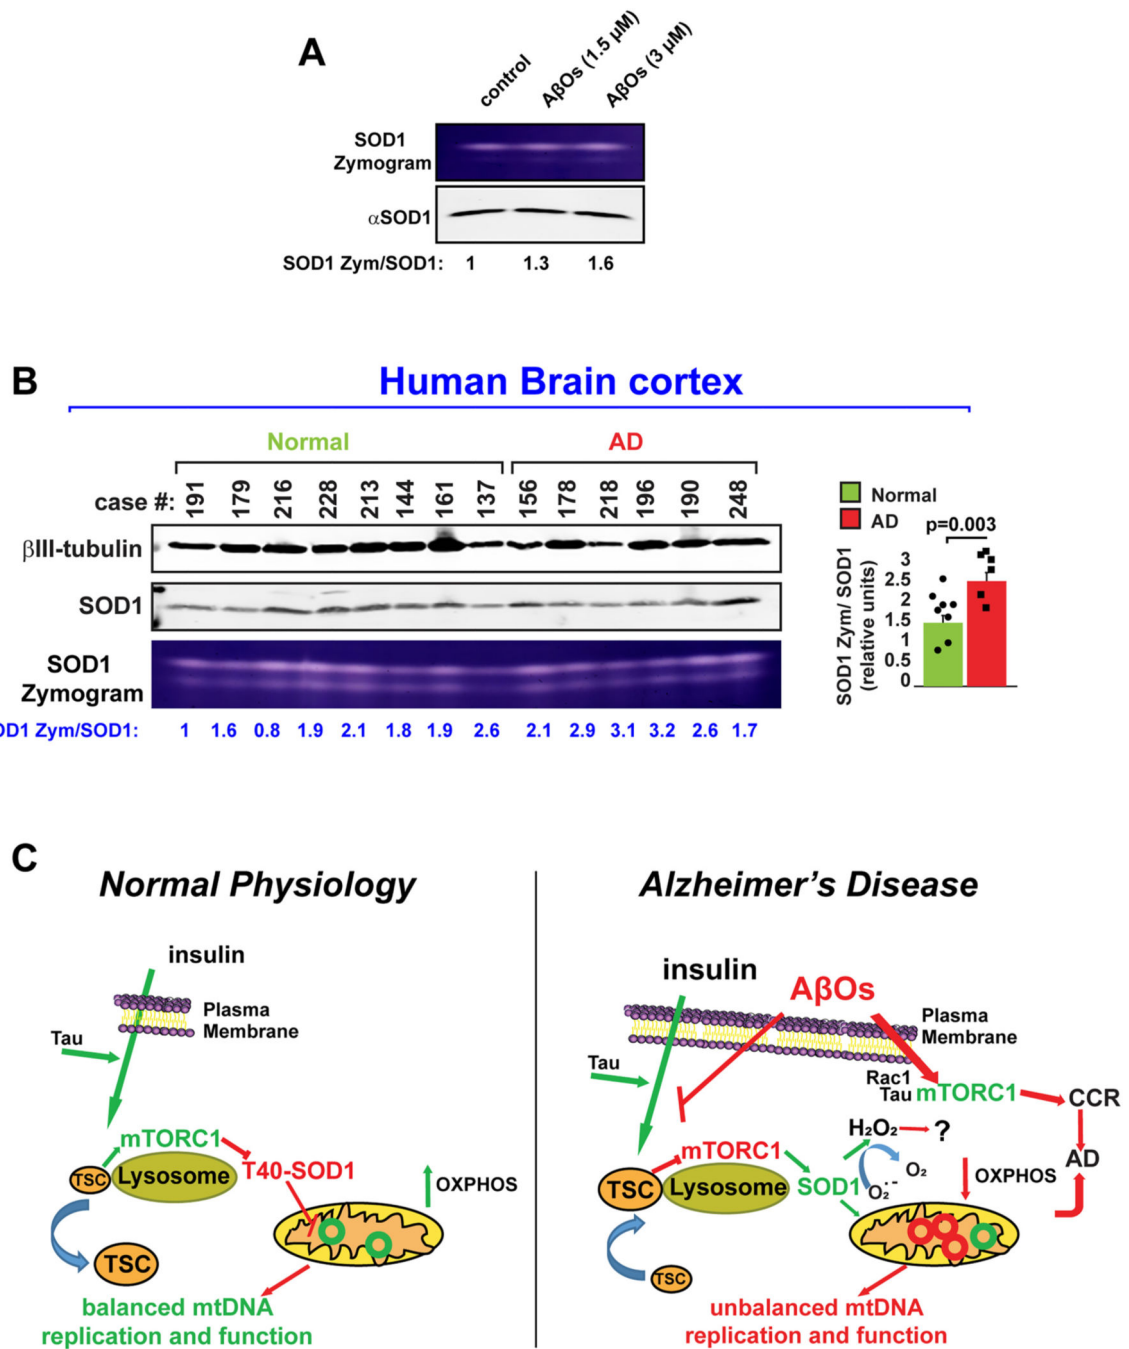 A
control
AβOs (1.5 µM)
AβOs (3 µM)
SOD1
Zymogram
αSOD1
SOD1 Zym/SOD1: 1 1.3 1.6
B
Human Brain cortex
Normal AD
case #: 191 179 216 228 213 144 161 137 156 178 218 196 190 248
βIII-tubulin
SOD1
SOD1
Zymogram
OD1 Zym/SOD1: 1 1.6 0.8 1.9 2.1 1.8 1.9 2.6 2.1 2.9 3.1 3.2 2.6 1.7
Normal
AD
p=0.003
SOD1 Zym/ SOD1
(relative units)
3
2.5
2
1.5
1
0.5
0
C
Normal Physiology
insulin
Plasma
Membrane
Tau
mTORC1
TSC
Lysosome
T40-SOD1
OXPHOS
TSC
balanced mtDNA
replication and function
Alzheimer's Disease
insulin
AβOs
Plasma
Membrane
Tau
Rac1
Tau mTORC1
CCR
H₂O₂
?
mTORC1
AD
TSC
Lysosome
SOD1
O₂
O₂·-
OXPHOS
TSC
unbalanced mtDNA
replication and function